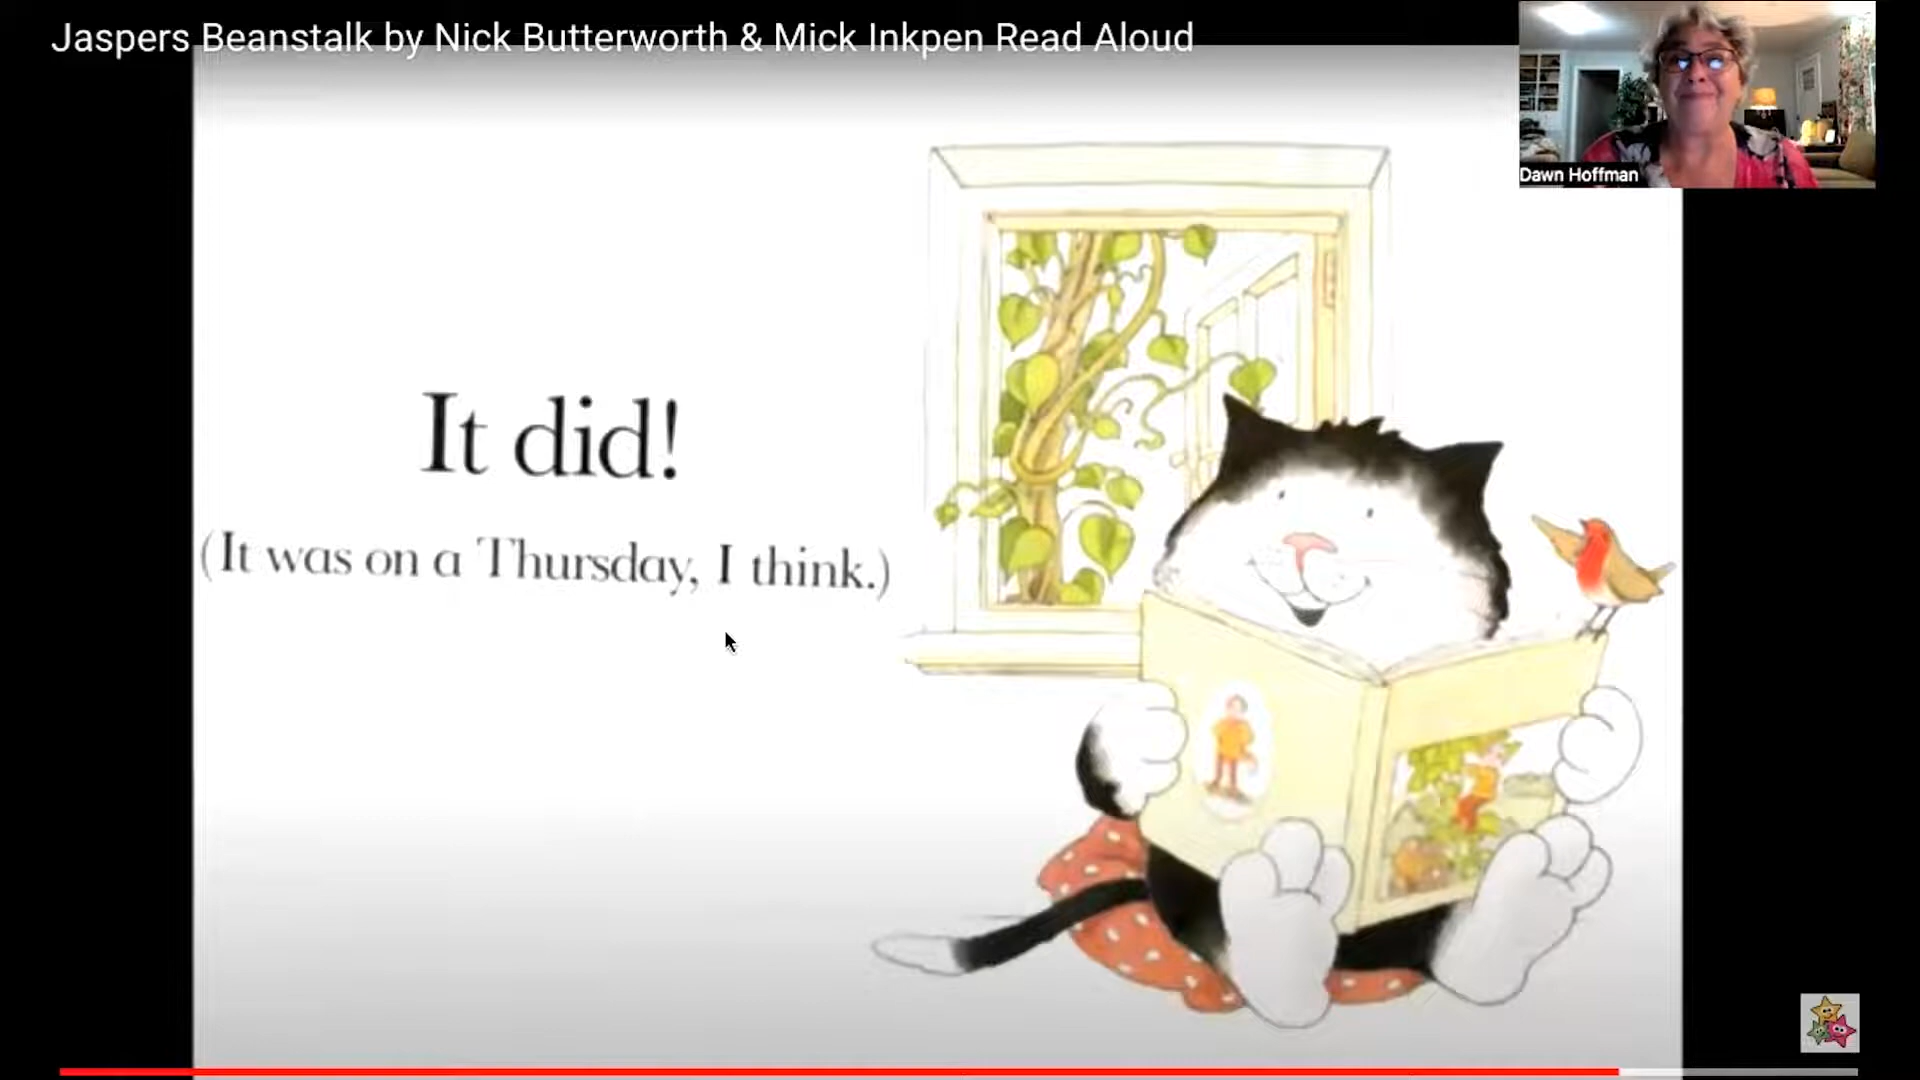 Jaspers Beanstalk by Nick Butterworth & Mick Inkpen Read Aloud
Dawn Hoffman
It did!
(It was on a Thursday, I think.)